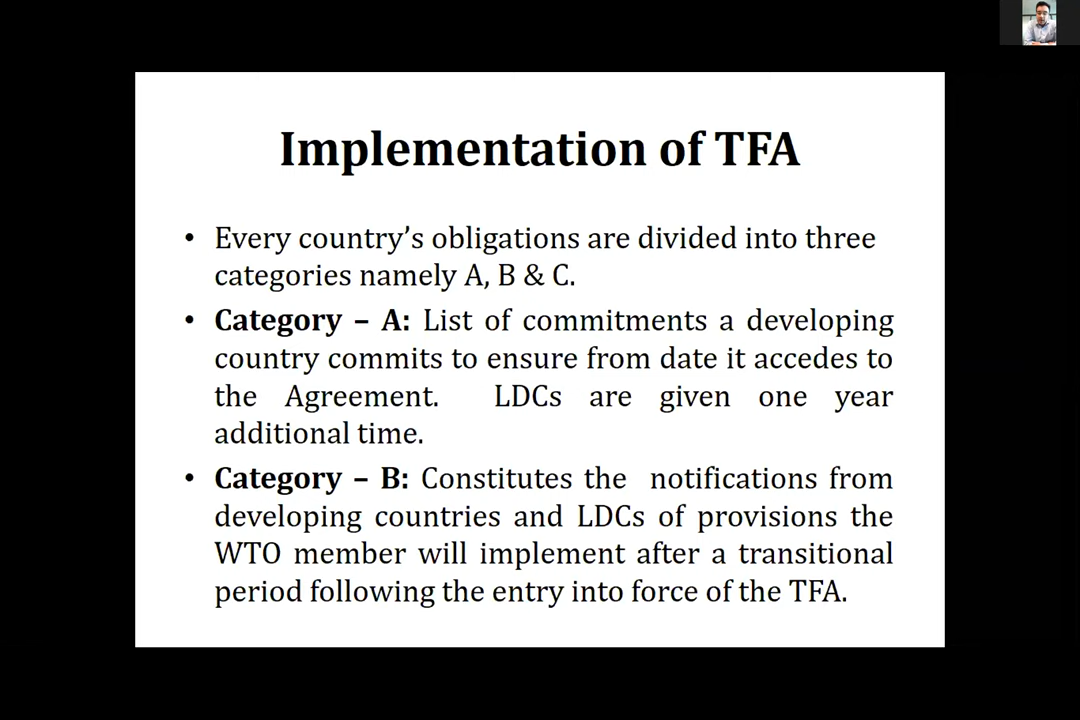 Implementation of TFA
• Every country’s obligations are divided into three
categories namely A, B & C.
• Category – A: List of commitments a developing
country commits to ensure from date it accedes to
the Agreement. LDCs are given one year
additional time.
• Category – B: Constitutes the notifications from
developing countries and LDCs of provisions the
WTO member will implement after a transitional
period following the entry into force of the TFA.